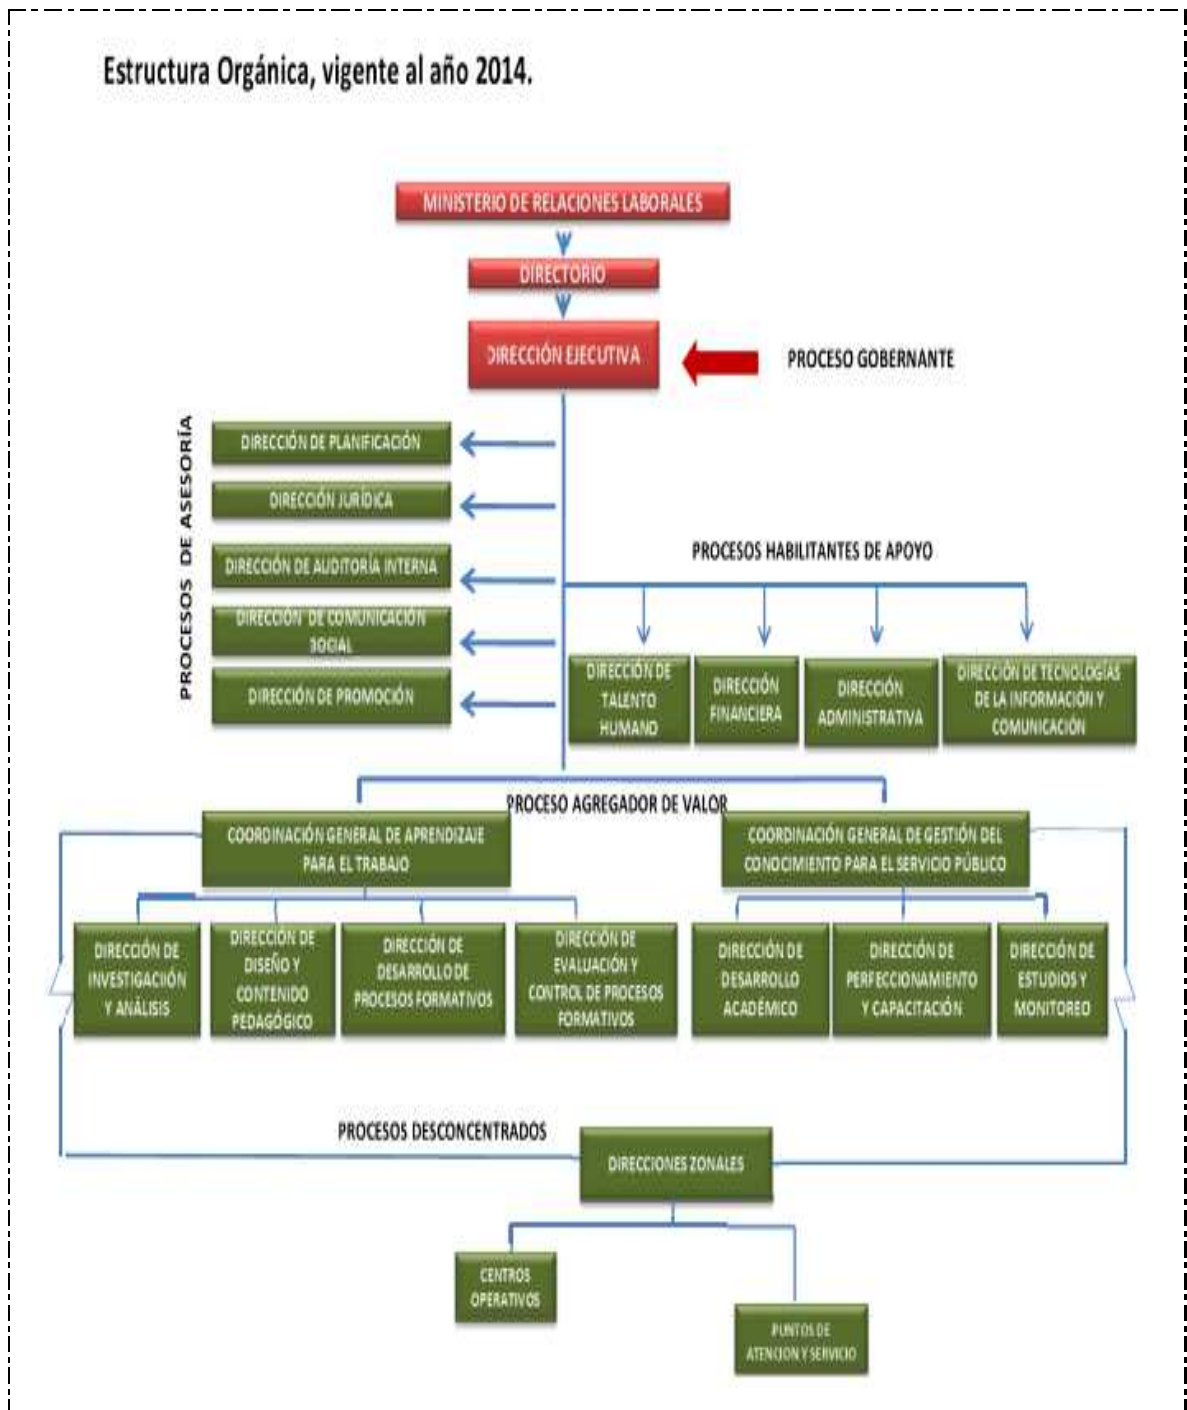 Estructura Orgánica, vigente al año 2014.
MINISTERIO DE RELACIONES LABORALES
DIRECTORIO
DIRECCIÓN EJECUTIVA
PROCESO GOBERNANTE
PROCESOS DE ASESORÍA
DIRECCIÓN DE PLANIFICACIÓN
DIRECCIÓN JURÍDICA
DIRECCIÓN DE AUDITORÍA INTERNA
DIRECCIÓN DE COMUNICACIÓN
SOCIAL
DIRECCIÓN DE PROMOCIÓN
PROCESOS HABILITANTES DE APOYO
DIRECCIÓN DE
TALENTO
HUMANO
DIRECCIÓN
FINANCIERA
DIRECCIÓN
ADMINISTRATIVA
DIRECCIÓN DE TECNOLOGÍAS
DE LA INFORMACIÓN Y
COMUNICACIÓN
PROCESO AGREGADOR DE VALOR
COORDINACIÓN GENERAL DE APRENDIZAJE
PARA EL TRABAJO
COORDINACIÓN GENERAL DE GESTIÓN DEL
CONOCIMIENTO PARA EL SERVICIO PÚBLICO
DIRECCIÓN DE
INVESTIGACIÓN
Y ANÁLISIS
DIRECCIÓN DE
DISEÑO Y
CONTENIDO
PEDAGÓGICO
DIRECCIÓN DE
DESARROLLO DE
PROCESOS FORMATIVOS
DIRECCIÓN DE
EVALUACIÓN Y
CONTROL DE PROCESOS
FORMATIVOS
DIRECCIÓN DE
DESARROLLO
ACADÉMICO
DIRECCIÓN DE
PERFECCIONAMIENTO
Y CAPACITACIÓN
DIRECCIÓN DE
ESTUDIOS Y
MONITOREO
PROCESOS DESCONCENTRADOS
DIRECCIONES ZONALES
CENTROS
OPERATIVOS
PUNTOS DE
ATENCION Y SERVICIO